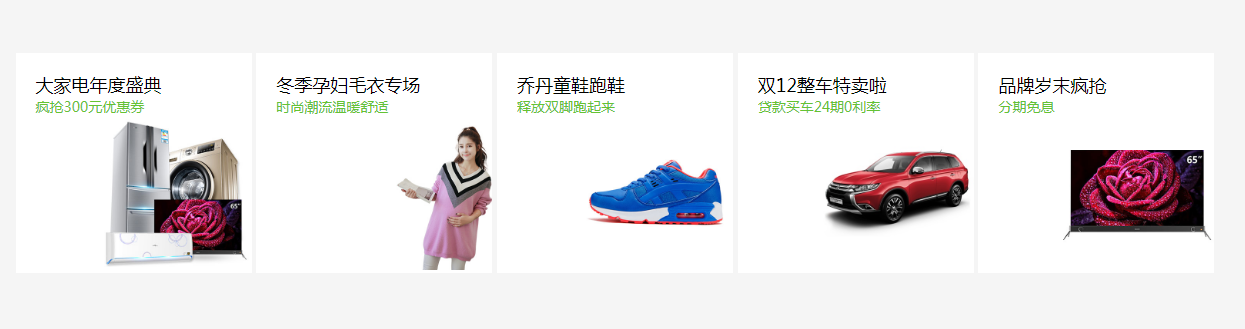 大家电年度盛典
疯抢300元优惠券
65"
冬季孕妇毛衣专场
时尚潮流温暖舒适
乔丹童鞋跑鞋
释放双脚跑起来
双12整车特卖啦
贷款买车24期0利率
品牌岁末疯抢
分期免息
65"